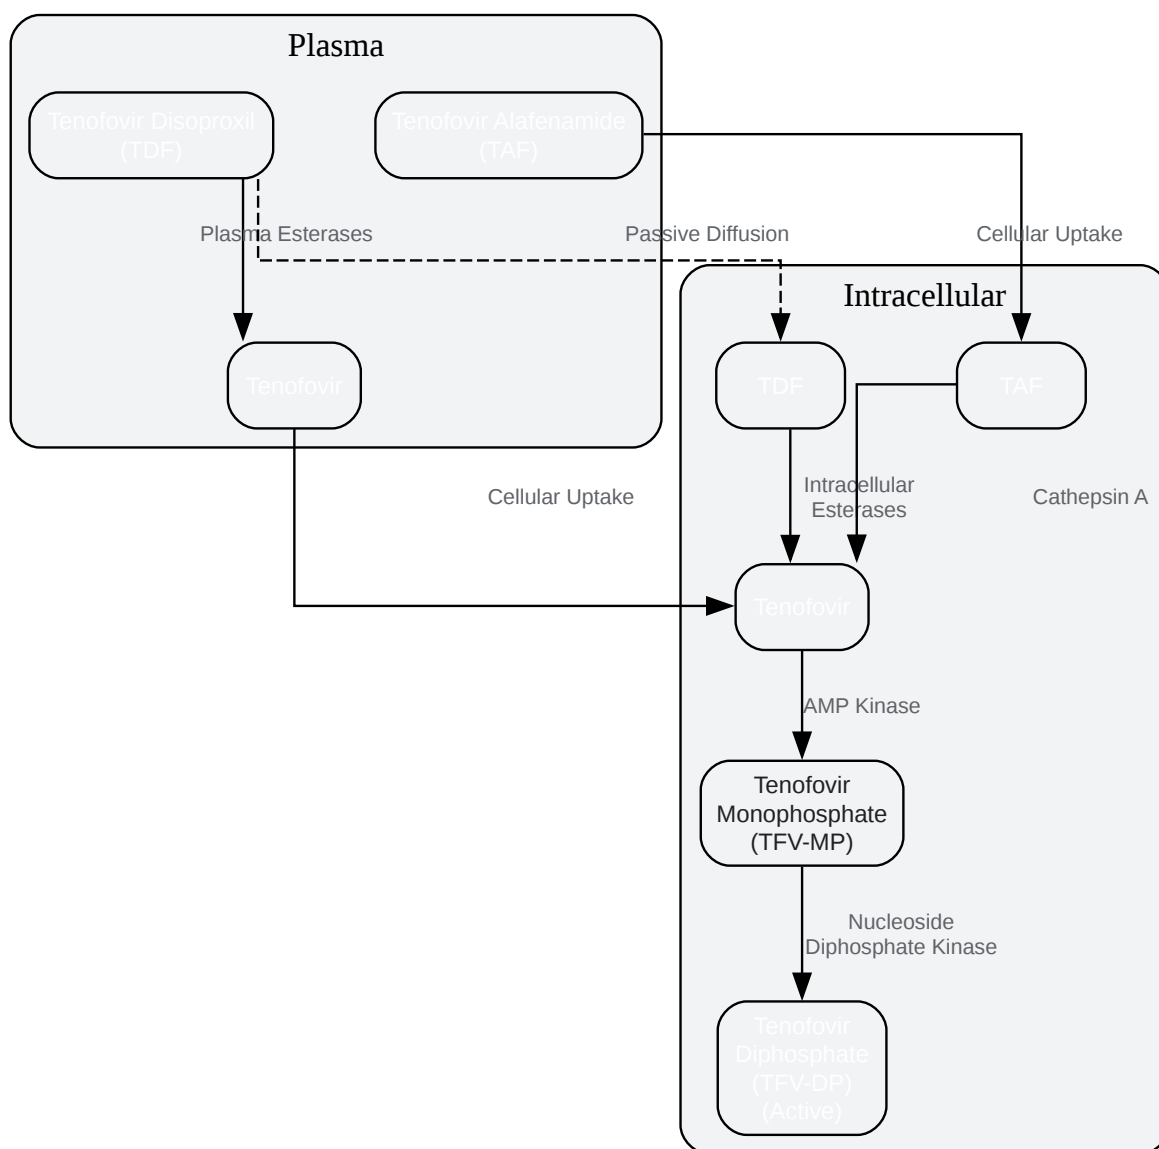 Plasma
Tenofovir Disoproxil
(TDF)
Tenofovir Alafenamide
(TAF)
Plasma Esterases
Passive Diffusion
Cellular Uptake
Intracellular
Tenofovir
TDF
TAF
Cellular Uptake
Intracellular
Esterases
Cathepsin A
Tenofovir
AMP Kinase
Tenofovir
Monophosphate
(TFV-MP)
Nucleoside
Diphosphate Kinase
Tenofovir
Diphosphate
(TFV-DP)
(Active)